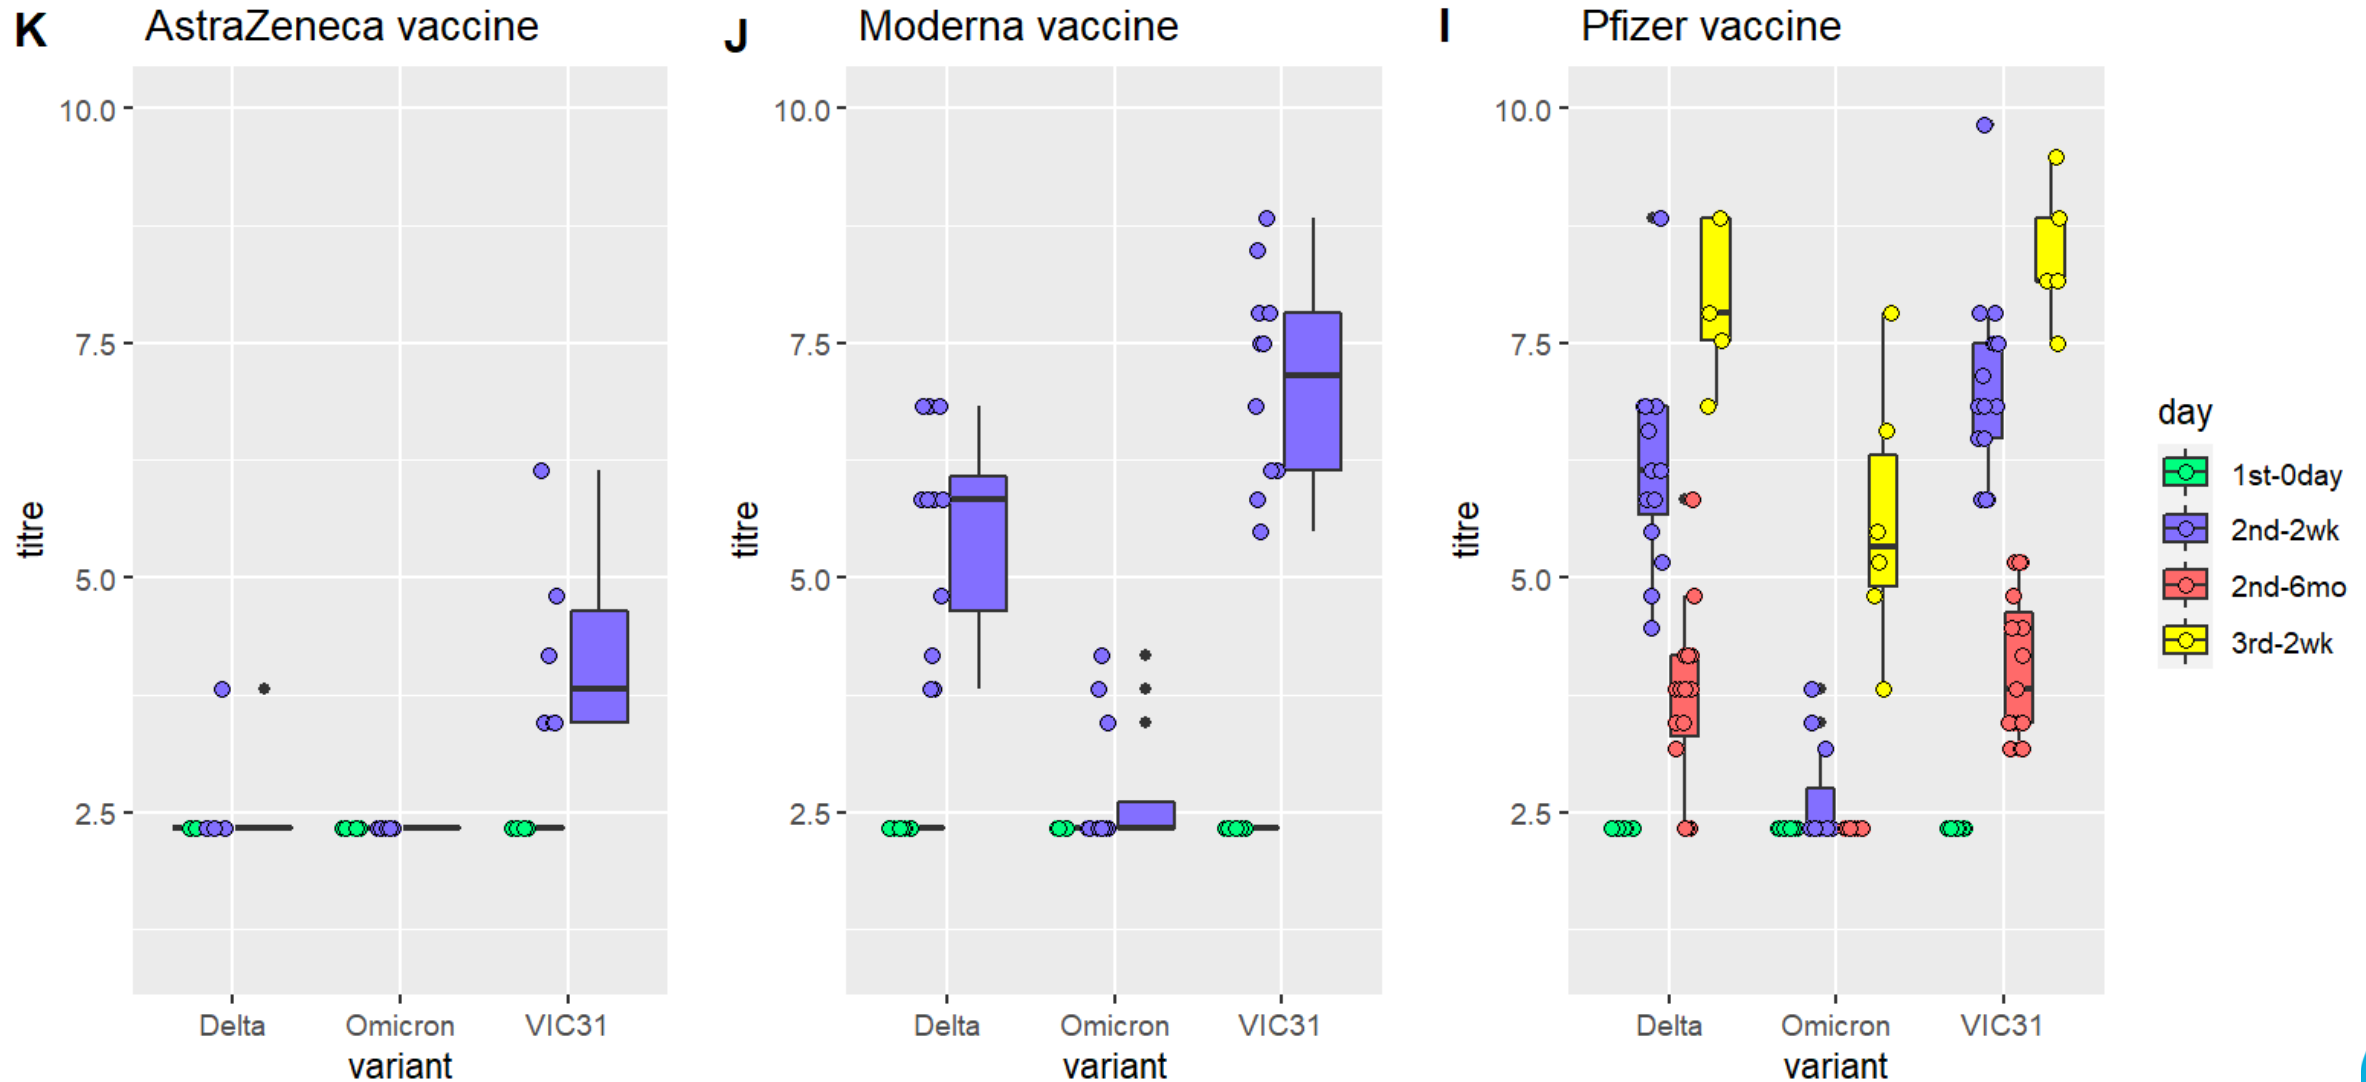 K AstraZeneca vaccine
10.0
7.5
5.0
2.5
titre
Delta Omicron VIC31
variant
J Moderna vaccine
10.0
7.5
5.0
2.5
titre
Delta Omicron VIC31
variant
I Pfizer vaccine
10.0
7.5
5.0
2.5
titre
Delta Omicron VIC31
variant
day
1st-0day
2nd-2wk
2nd-6mo
3rd-2wk